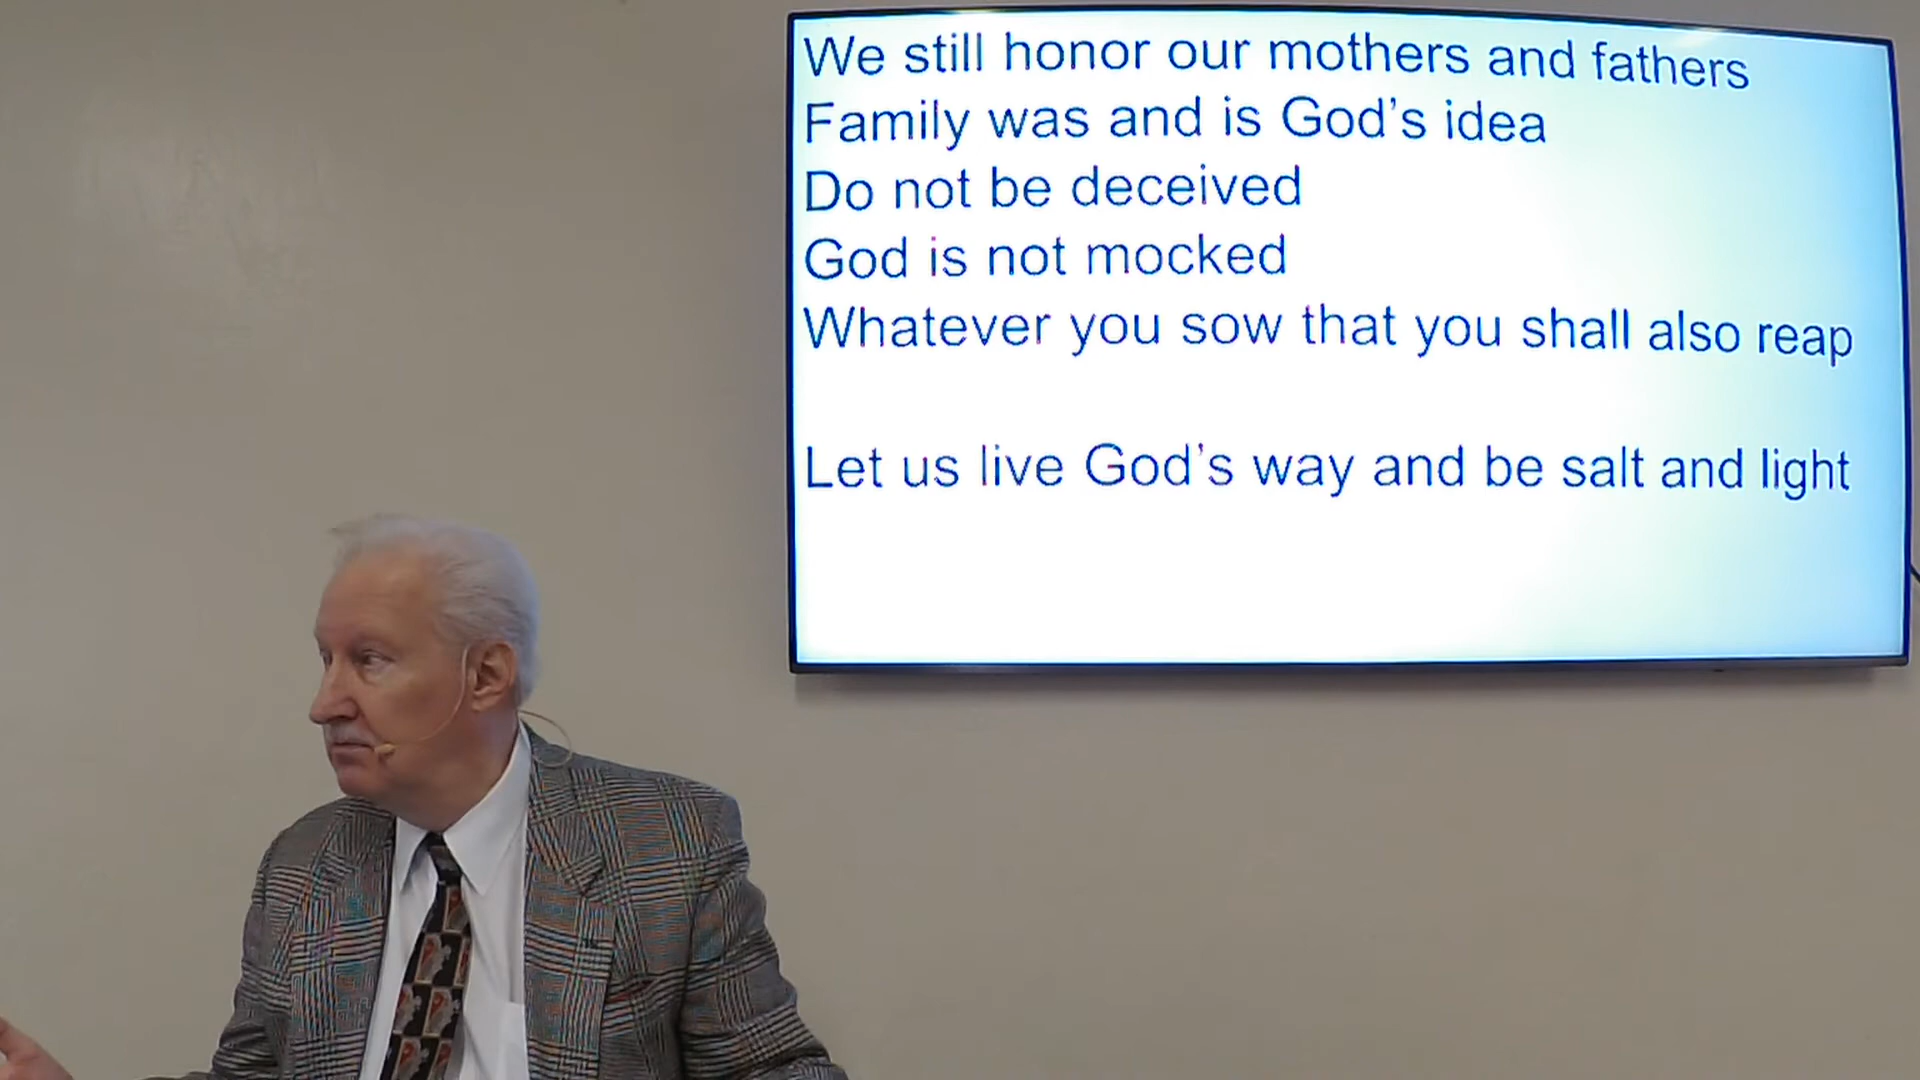 We still honor our mothers and fathers
Family was and is God's idea
Do not be deceived
God is not mocked
Whatever you sow that you shall also reap
Let us live God's way and be salt and light